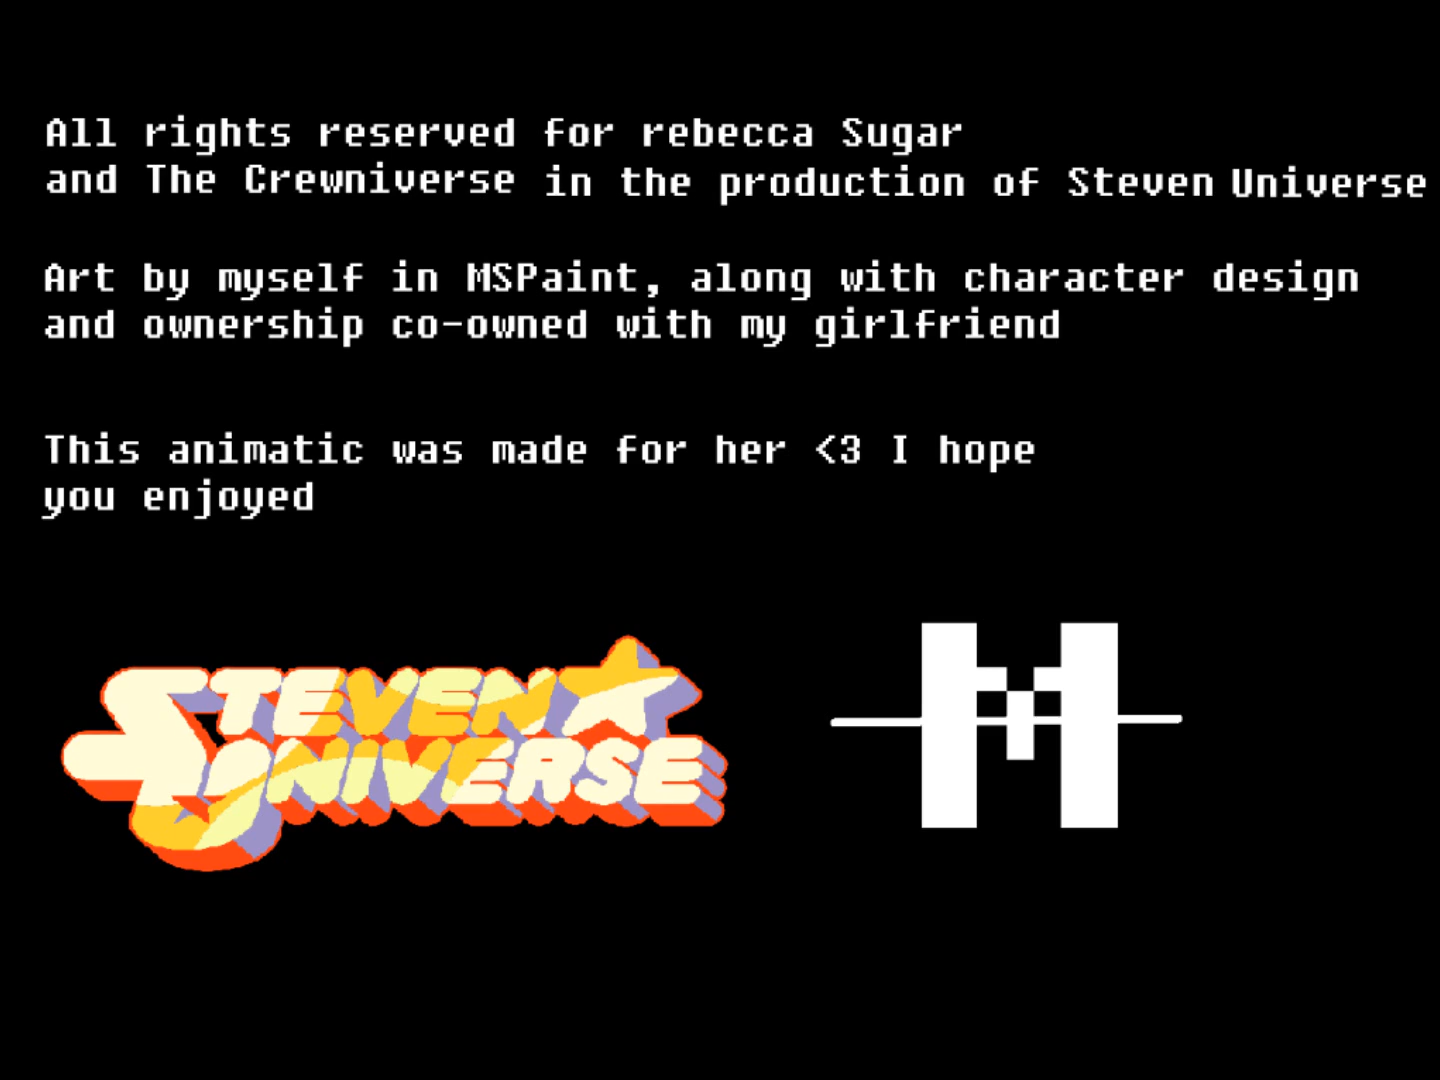 All rights reserved for rebecca Sugar
and The Crewniverse in the production of Steven Universe
Art by myself in MSPaint, along with character design
and ownership co-owned with my girlfriend
This animatic was made for her <3 I hope
you enjoyed
STEVEN
UNIVERSE
M